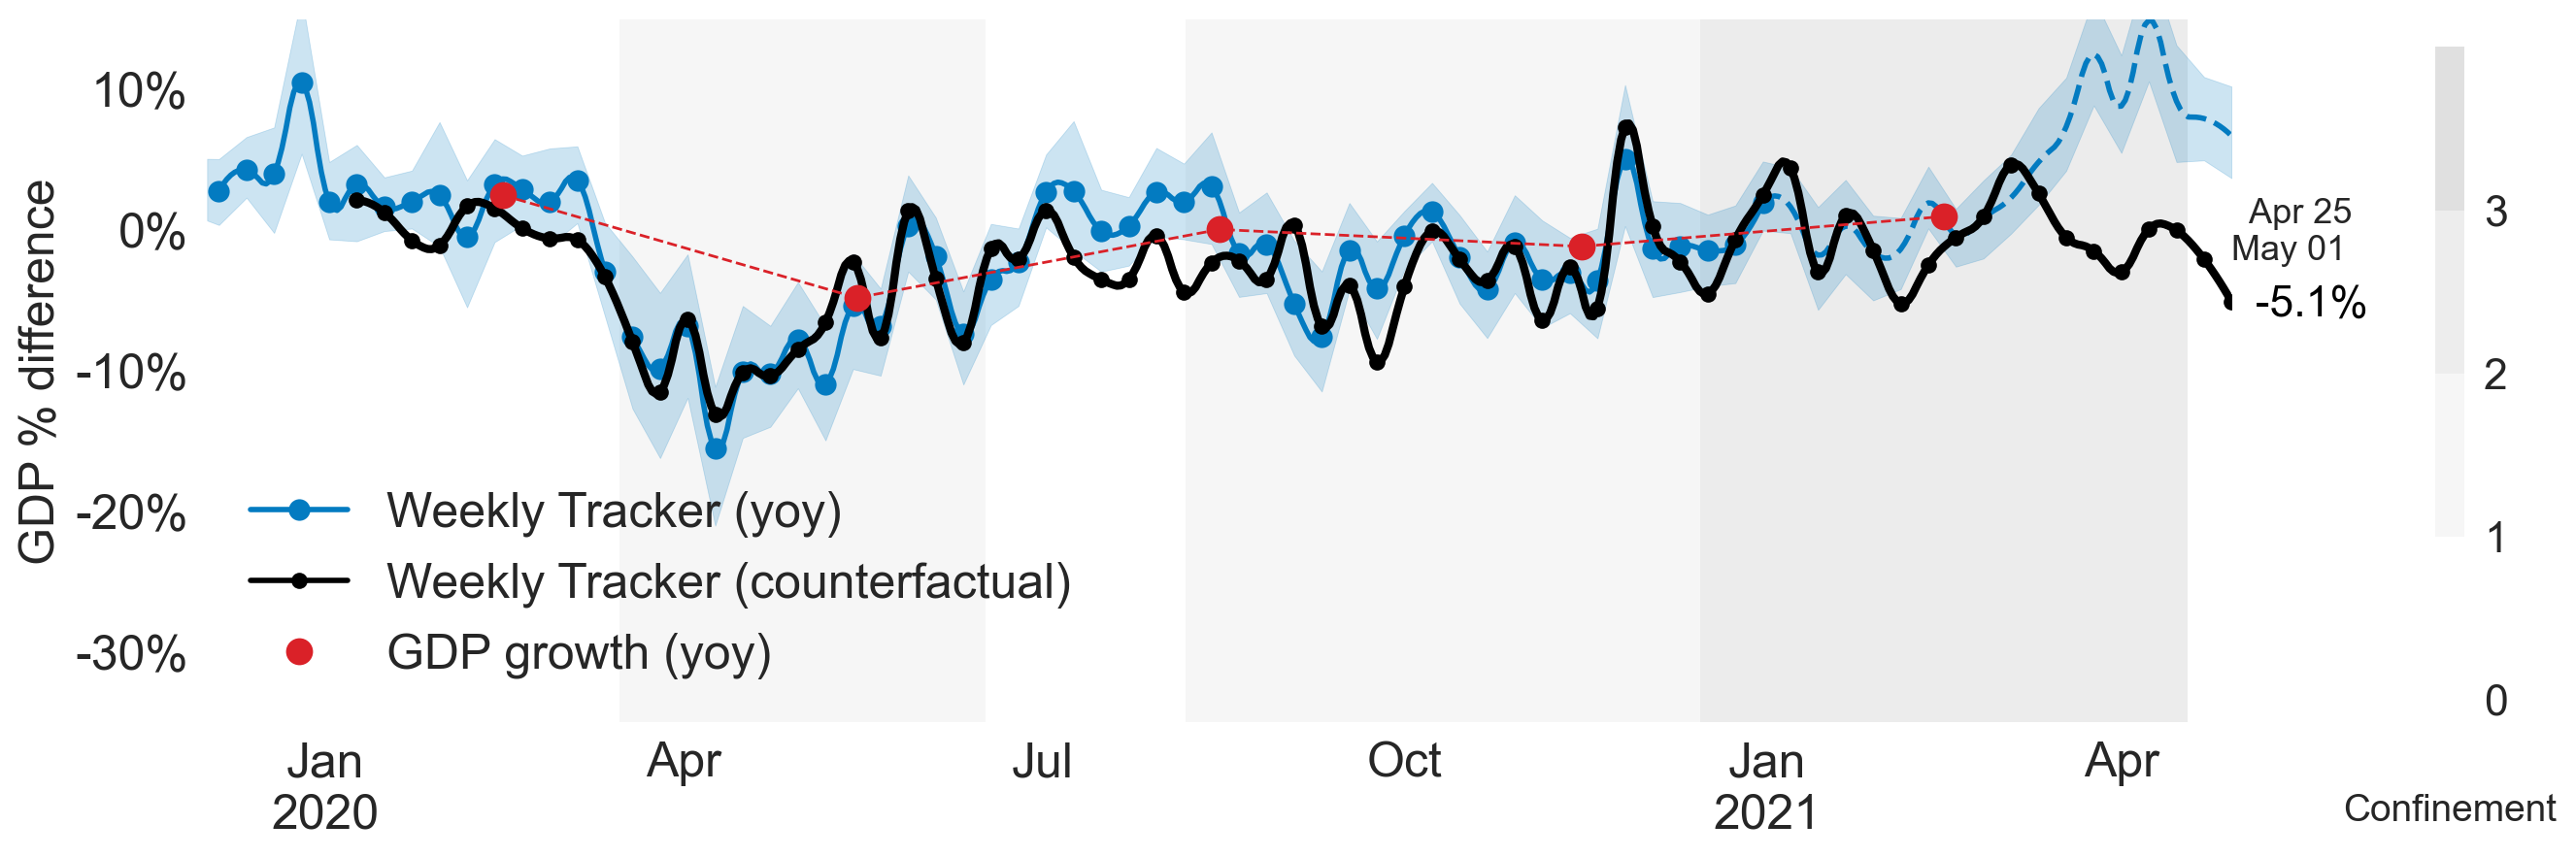 GDP % difference
10%
0%
-10%
-20%
-30%
Weekly Tracker (yoy)
Weekly Tracker (counterfactual)
GDP growth (yoy)
Jan
2020
Apr
Jul
Oct
Jan
2021
Apr
Apr 25
May 01
-5.1%
3
2
1
0
Confinement